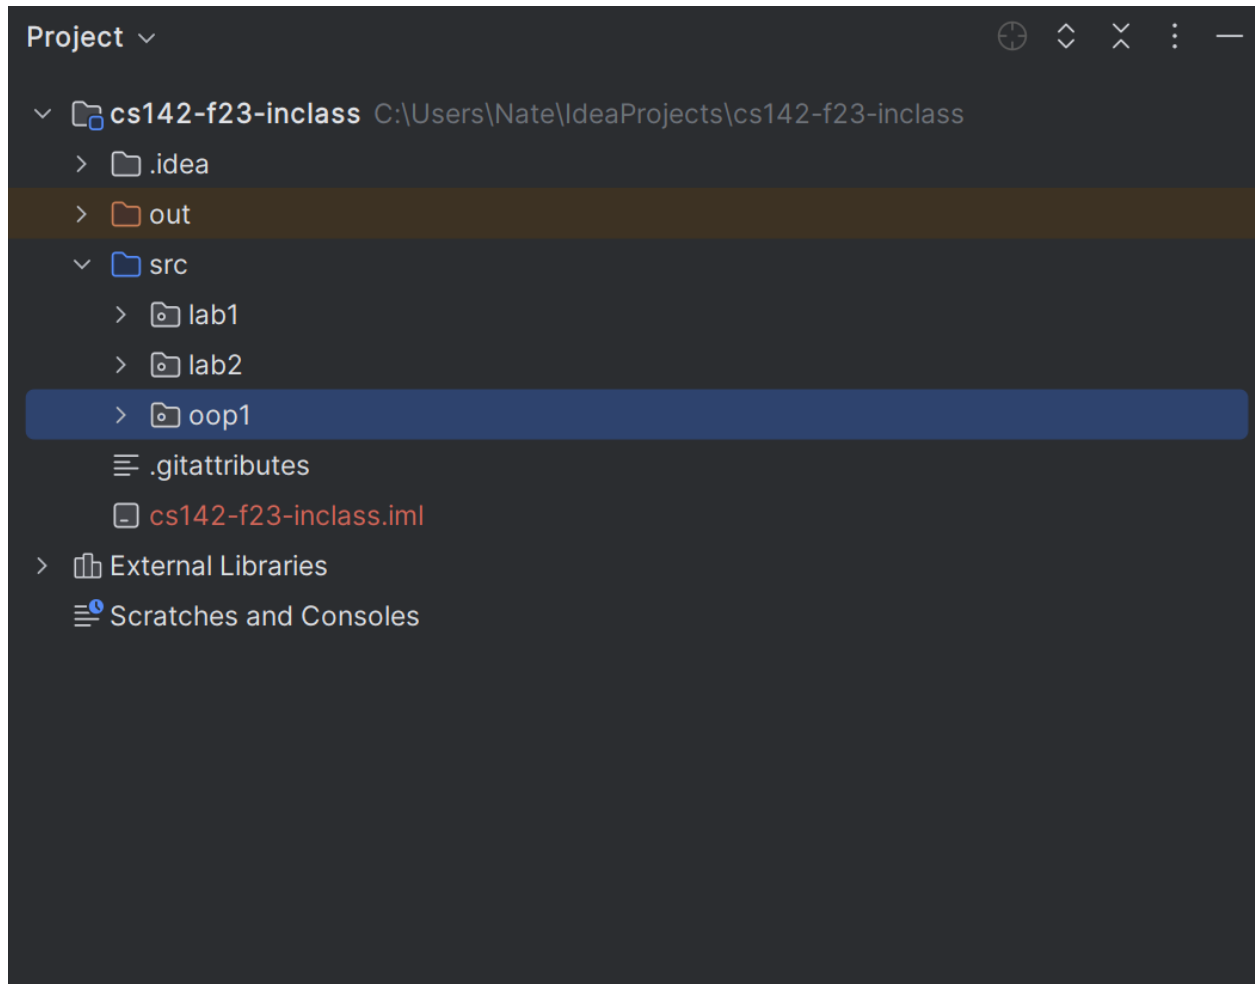 Project
cs142-f23-inclass C:\Users\Nate\IdeaProjects\cs142-f23-inclass
.idea
out
src
lab1
lab2
oop1
.gitattributes
cs142-f23-inclass.iml
External Libraries
Scratches and Consoles